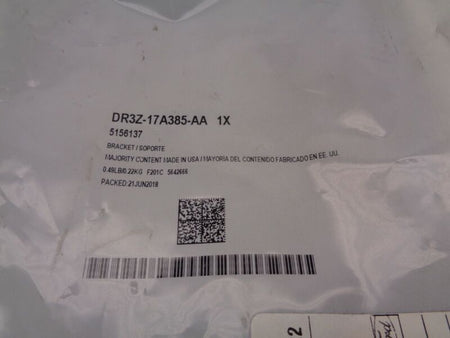 DR3Z-17A385-AA 1X
5156137
BRACKET / SOPORTE
MAJORITY CONTENT MADE IN USA / MAYORIA DEL CONTENIDO FABRICADO EN EE. UU.
0.49LB/0.22KG F201C 5642666
PACKED:21JUN2018
2